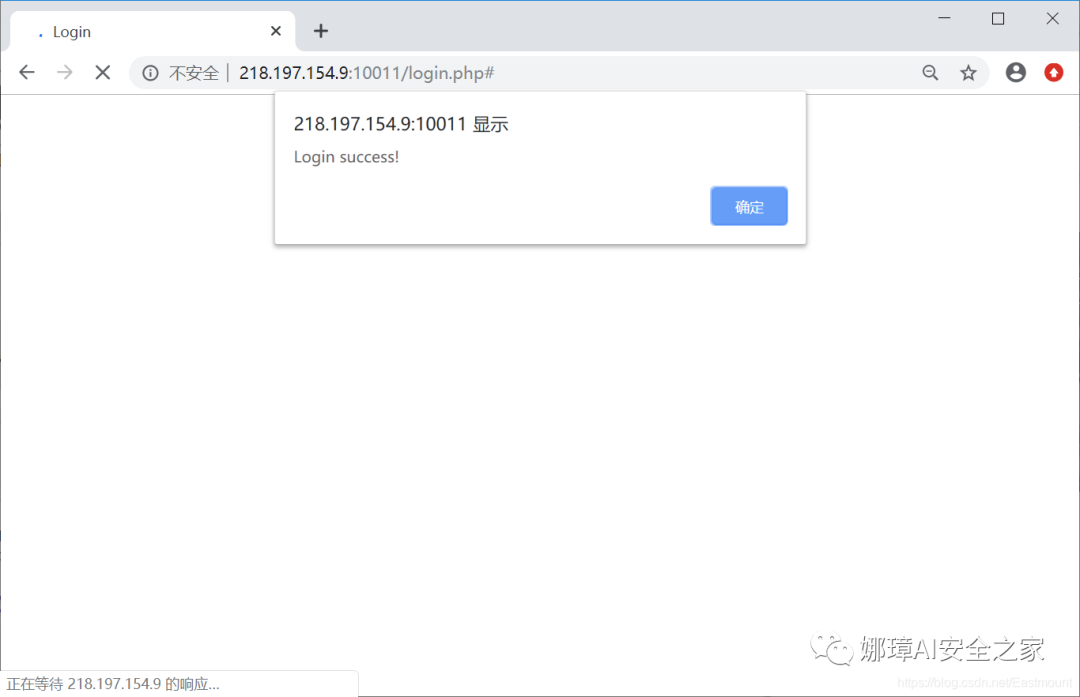 Login
不安全 | 218.197.154.9:10011/login.php#
218.197.154.9:10011 显示
Login success!
确定
娜璋AI安全之家
正在等待 218.197.154.9 的响应...
https://blog.csdn.net/Eastmount